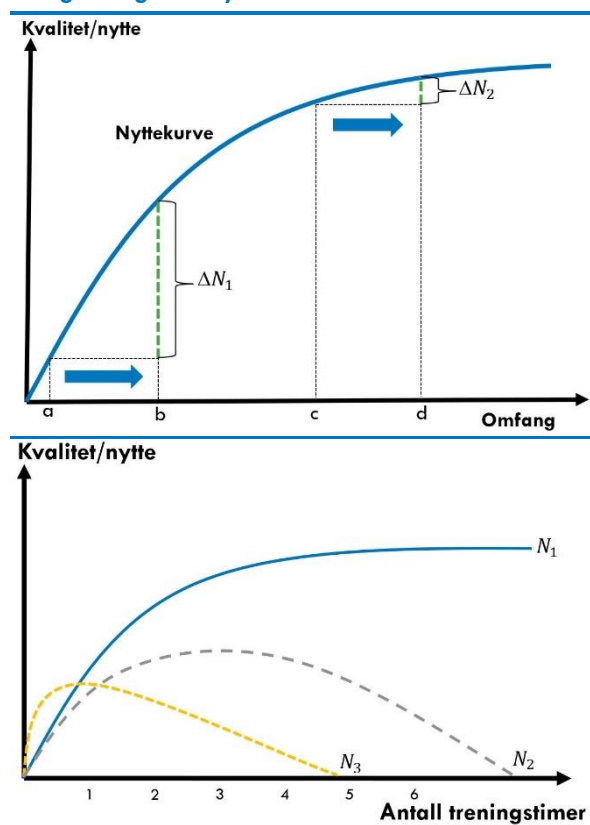 Kvalitet/nytte
Nyttekurve
ΔN₂
ΔN₁
a b c d
Omfang
Kvalitet/nytte
N₁
N₃ N₂
1 2 3 4 5 6
Antall treningstimer